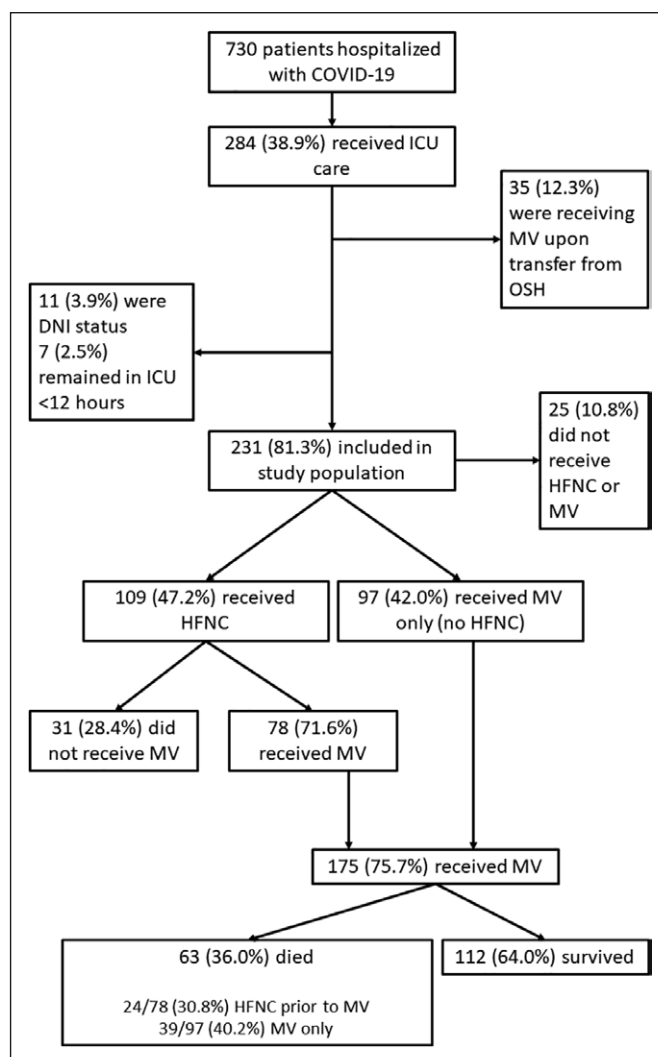 730 patients hospitalized
with COVID-19
284 (38.9%) received ICU
care
35 (12.3%)
were receiving
MV upon
transfer from
OSH
11 (3.9%) were
DNI status
7 (2.5%)
remained in ICU
<12 hours
231 (81.3%) included in
study population
25 (10.8%)
did not
receive
HFNC or
MV
109 (47.2%) received
HFNC
97 (42.0%) received MV
only (no HFNC)
31 (28.4%) did
not receive MV
78 (71.6%)
received MV
175 (75.7%) received MV
63 (36.0%) died
24/78 (30.8%) HFNC prior to MV
39/97 (40.2%) MV only
112 (64.0%) survived